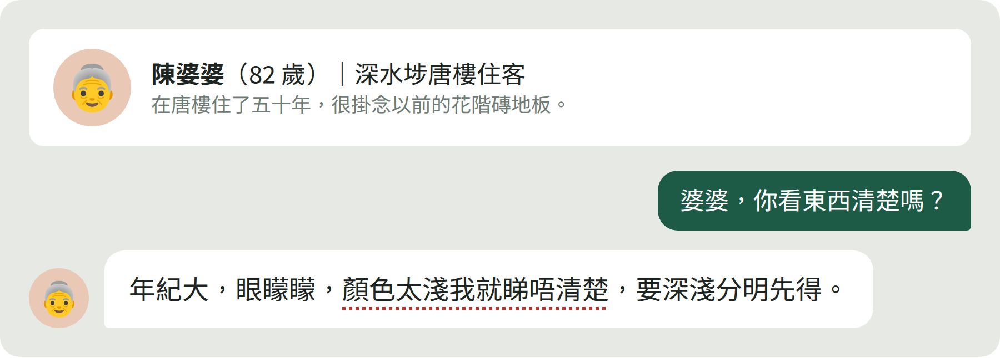 陳婆婆（82 歲）｜深水埗唐樓住客
在唐樓住了五十年，很掛念以前的花階磚地板。
婆婆，你看東西清楚嗎？
年紀大，眼矇矇，顏色太淺我就睇唔清楚，要深淺分明先得。